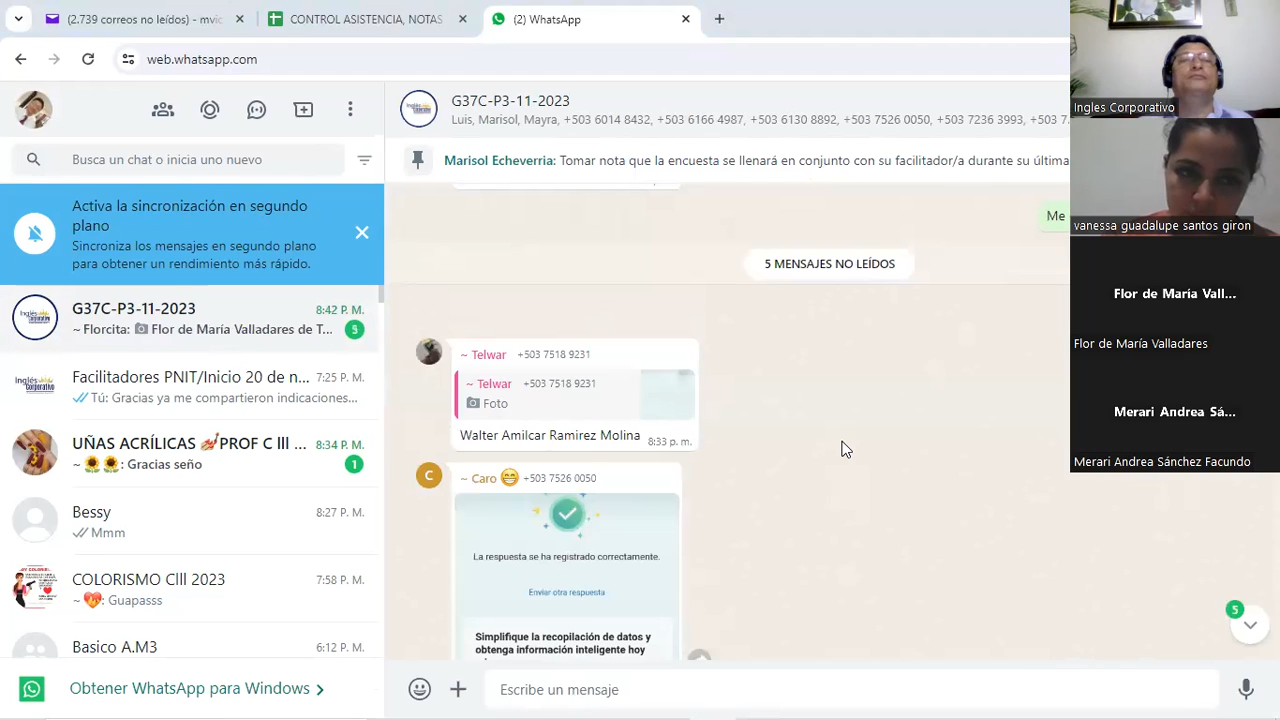 (2.739 correos no leídos) - mvic
CONTROL ASISTENCIA, NOTAS
(2) WhatsApp
web.whatsapp.com
Busca un chat o inicia uno nuevo
Activa la sincronización en segundo
plano
Sincroniza los mensajes en segundo plano
para obtener un rendimiento más rápido.
G37C-P3-11-2023
8:42 P. M.
~ Florcita: Flor de María Valladares de T...
5
Facilitadores PNIT/Inicio 20 de n...
7:25 P. M.
Tú: Gracias ya me compartieron indicaciones...
UÑAS ACRÍLICAS 💅PROF C lll ...
8:34 P. M.
~ 🌻🌻: Gracias seño
1
Bessy
8:27 P. M.
Mmm
COLORISMO CIII 2023
7:58 P. M.
~ 💝: Guapasss
Basico A.M3
6:12 P. M.
Obtener WhatsApp para Windows
G37C-P3-11-2023
Luis, Marisol, Mayra, +503 6014 8432, +503 6166 4987, +503 6130 8892, +503 7526 0050, +503 7236 3993, +503 7
Marisol Echeverria: Tomar nota que la encuesta se llenará en conjunto con su facilitador/a durante su última
Me
5 MENSAJES NO LEÍDOS
~ Telwar +503 7518 9231
~ Telwar +503 7518 9231
Foto
Walter Amilcar Ramirez Molina
8:33 p. m.
C
~ Caro 😁 +503 7526 0050
La respuesta se ha registrado correctamente.
Enviar otra respuesta
Simplifique la recopilación de datos y
obtenga información inteligente hoy
5
Escribe un mensaje
Ingles Corporativo
vanessa guadalupe santos giron
Flor de María Vall...
Flor de María Valladares
Merari Andrea Sá...
Merari Andrea Sánchez Facundo